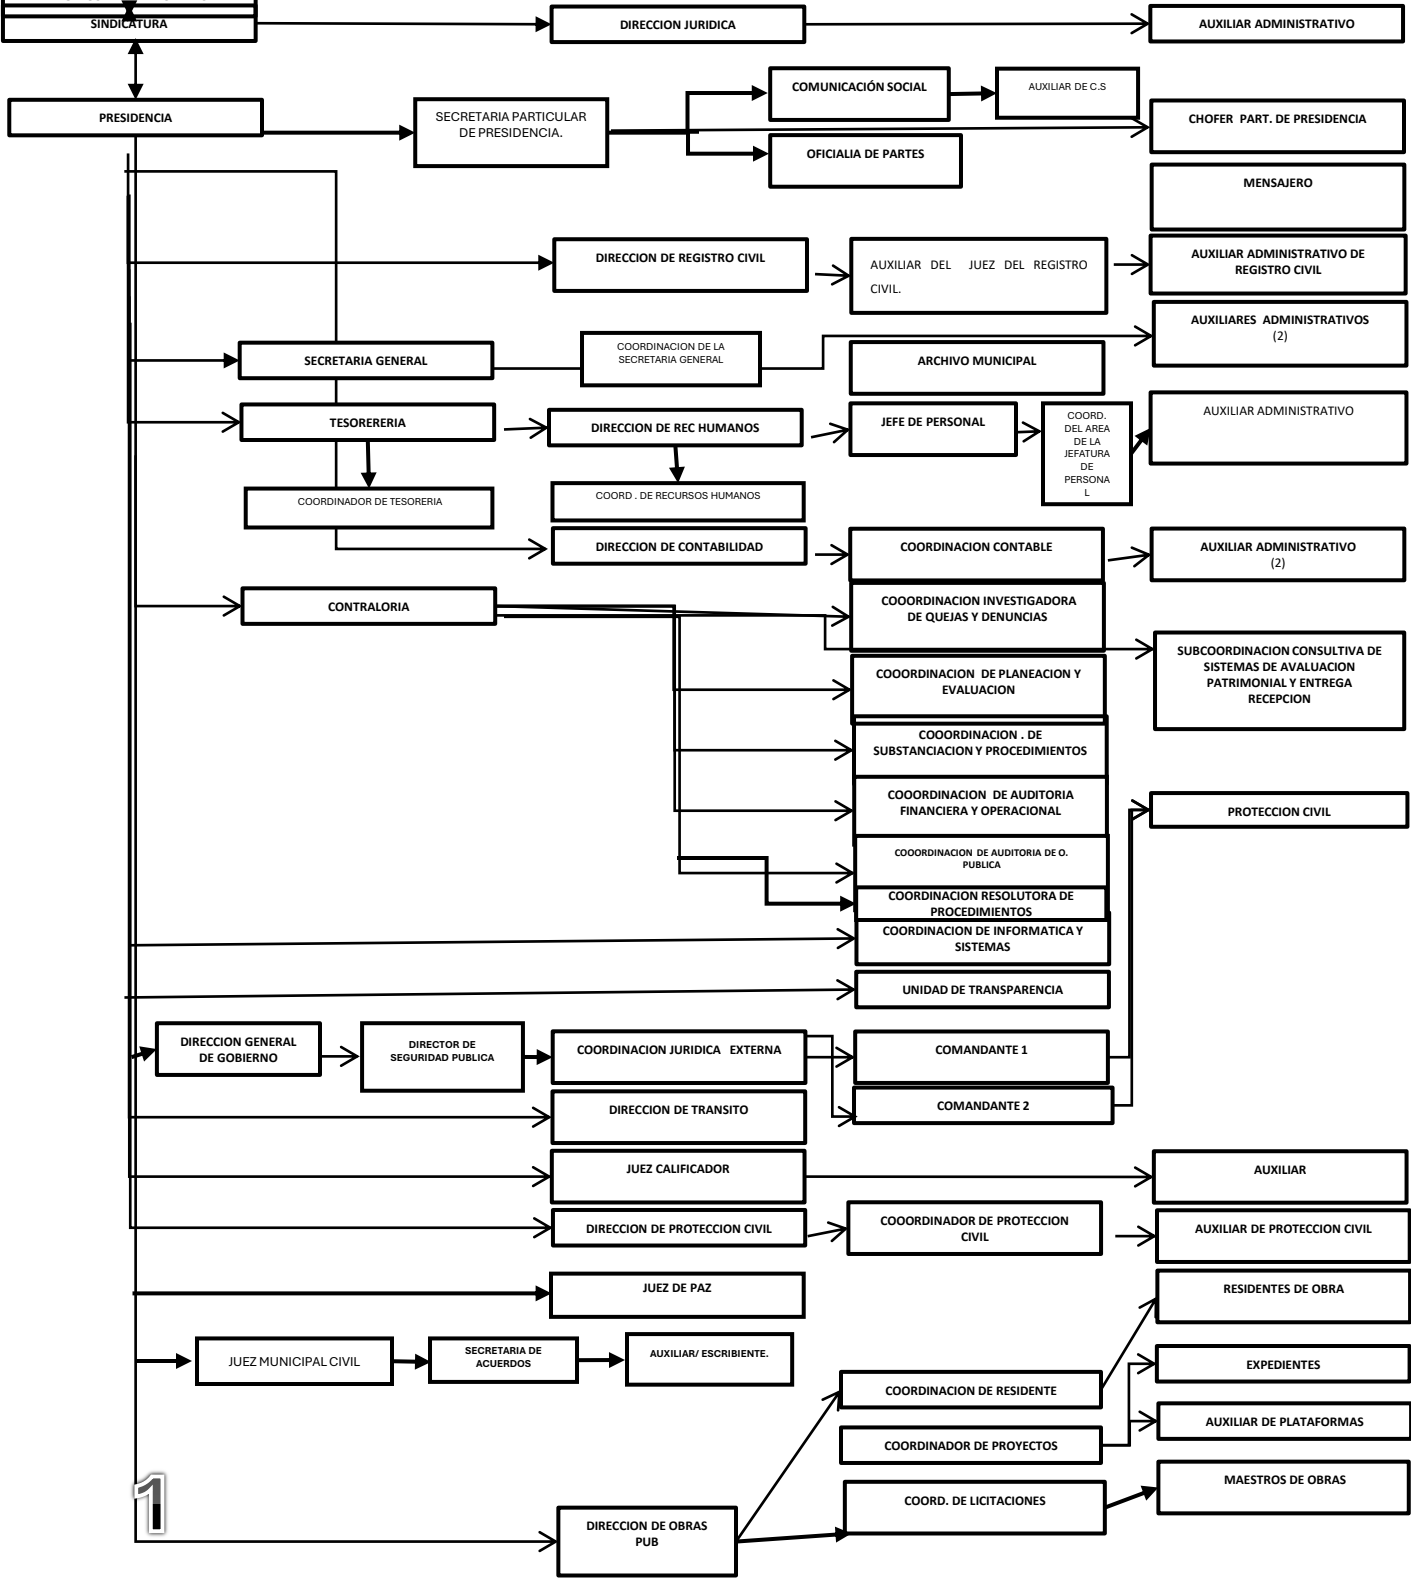 SINDICATURA
DIRECCION JURIDICA
AUXILIAR ADMINISTRATIVO
PRESIDENCIA
SECRETARIA PARTICULAR
DE PRESIDENCIA.
COMUNICACIÓN SOCIAL
AUXILIAR DE C.S
CHOFER PART. DE PRESIDENCIA
OFICIALIA DE PARTES
MENSAJERO
DIRECCION DE REGISTRO CIVIL
AUXILIAR DEL JUEZ DEL REGISTRO
CIVIL.
AUXILIAR ADMINISTRATIVO DE
REGISTRO CIVIL
SECRETARIA GENERAL
COORDINACION DE LA
SECRETARIA GENERAL
AUXILIARES ADMINISTRATIVOS
(2)
ARCHIVO MUNICIPAL
TESORERERIA
DIRECCION DE REC HUMANOS
JEFE DE PERSONAL
COORD.
DEL AREA
DE LA
JEFATURA
DE
PERSONA
L
AUXILIAR ADMINISTRATIVO
COORDINADOR DE TESORERIA
COORD . DE RECURSOS HUMANOS
DIRECCION DE CONTABILIDAD
COORDINACION CONTABLE
AUXILIAR ADMINISTRATIVO
(2)
CONTRALORIA
COOORDINACION INVESTIGADORA
DE QUEJAS Y DENUNCIAS
SUBCOORDINACION CONSULTIVA DE
SISTEMAS DE AVALUACION
PATRIMONIAL Y ENTREGA
RECEPCION
COOORDINACION DE PLANEACION Y
EVALUACION
COOORDINACION . DE
SUBSTANCIACION Y PROCEDIMIENTOS
COOORDINACION DE AUDITORIA
FINANCIERA Y OPERACIONAL
PROTECCION CIVIL
COOORDINACION DE AUDITORIA DE O.
PUBLICA
COORDINACION RESOLUTORA DE
PROCEDIMIENTOS
COORDINACION DE INFORMATICA Y
SISTEMAS
UNIDAD DE TRANSPARENCIA
DIRECCION GENERAL
DE GOBIERNO
DIRECTOR DE
SEGURIDAD PUBLICA
COORDINACION JURIDICA EXTERNA
COMANDANTE 1
COMANDANTE 2
DIRECCION DE TRANSITO
JUEZ CALIFICADOR
AUXILIAR
DIRECCION DE PROTECCION CIVIL
COOORDINADOR DE PROTECCION
CIVIL
AUXILIAR DE PROTECCION CIVIL
JUEZ DE PAZ
RESIDENTES DE OBRA
JUEZ MUNICIPAL CIVIL
SECRETARIA DE
ACUERDOS
AUXILIAR/ ESCRIBIENTE.
EXPEDIENTES
COORDINACION DE RESIDENTE
AUXILIAR DE PLATAFORMAS
COORDINADOR DE PROYECTOS
MAESTROS DE OBRAS
COORD. DE LICITACIONES
1
DIRECCION DE OBRAS
PUB